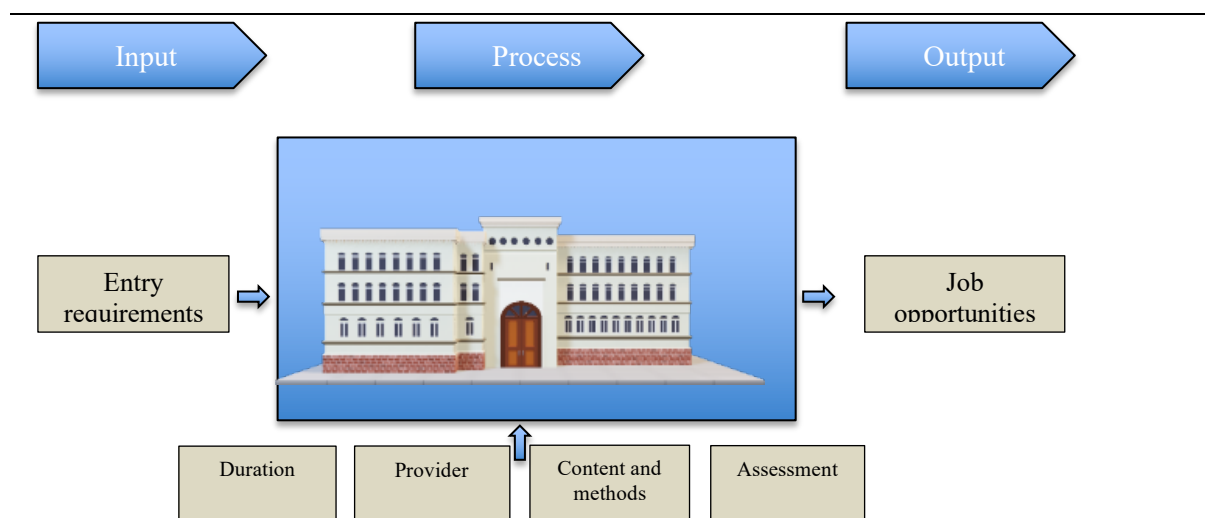 Input
Process
Output
Entry
requirements
Job
opportunities
Duration
Provider
Content and
methods
Assessment